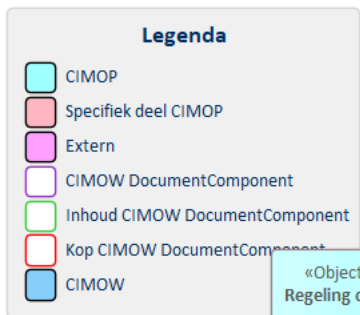 Legenda
CIMOP
Specifiek deel CIMOP
Extern
CIMOW DocumentComponent
Inhoud CIMOW DocumentComponent
Kop CIMOW DocumentComponent
CIMOW
«Object
Regeling